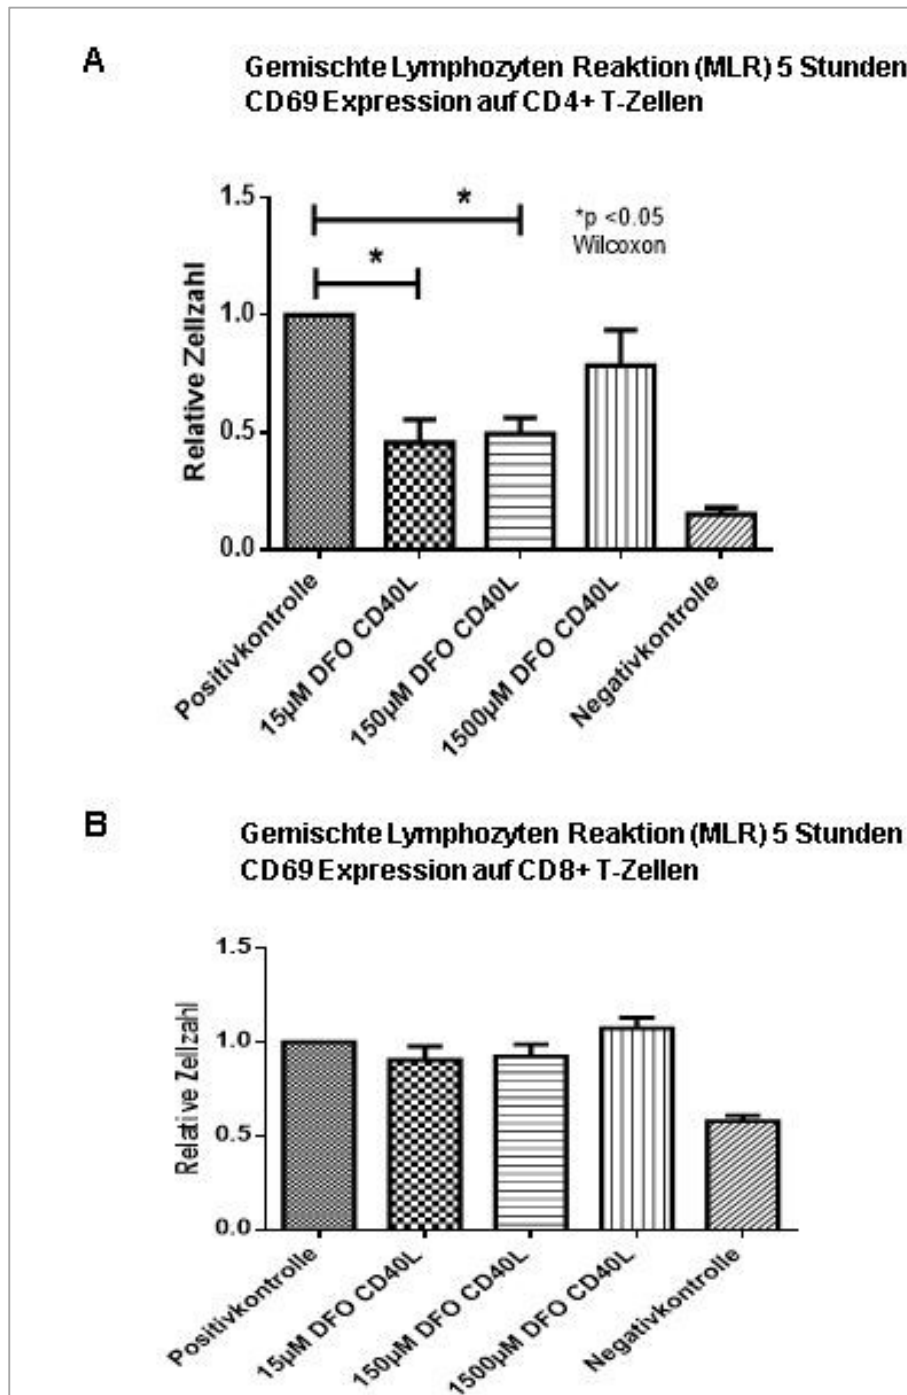 A
Gemischte Lymphozyten Reaktion (MLR) 5 Stunden
CD69 Expression auf CD4+ T-Zellen
1.5
1.0
0.5
0.0
Relative Zellzahl
*
*
*p <0.05
Wilcoxon
Positivkontrolle
15µM DFO CD40L
150µM DFO CD40L
1500µM DFO CD40L
Negativkontrolle
B
Gemischte Lymphozyten Reaktion (MLR) 5 Stunden
CD69 Expression auf CD8+ T-Zellen
1.5
1.0
0.5
0.0
Relative Zellzahl
Positivkontrolle
15µM DFO CD40L
150µM DFO CD40L
1500µM DFO CD40L
Negativkontrolle